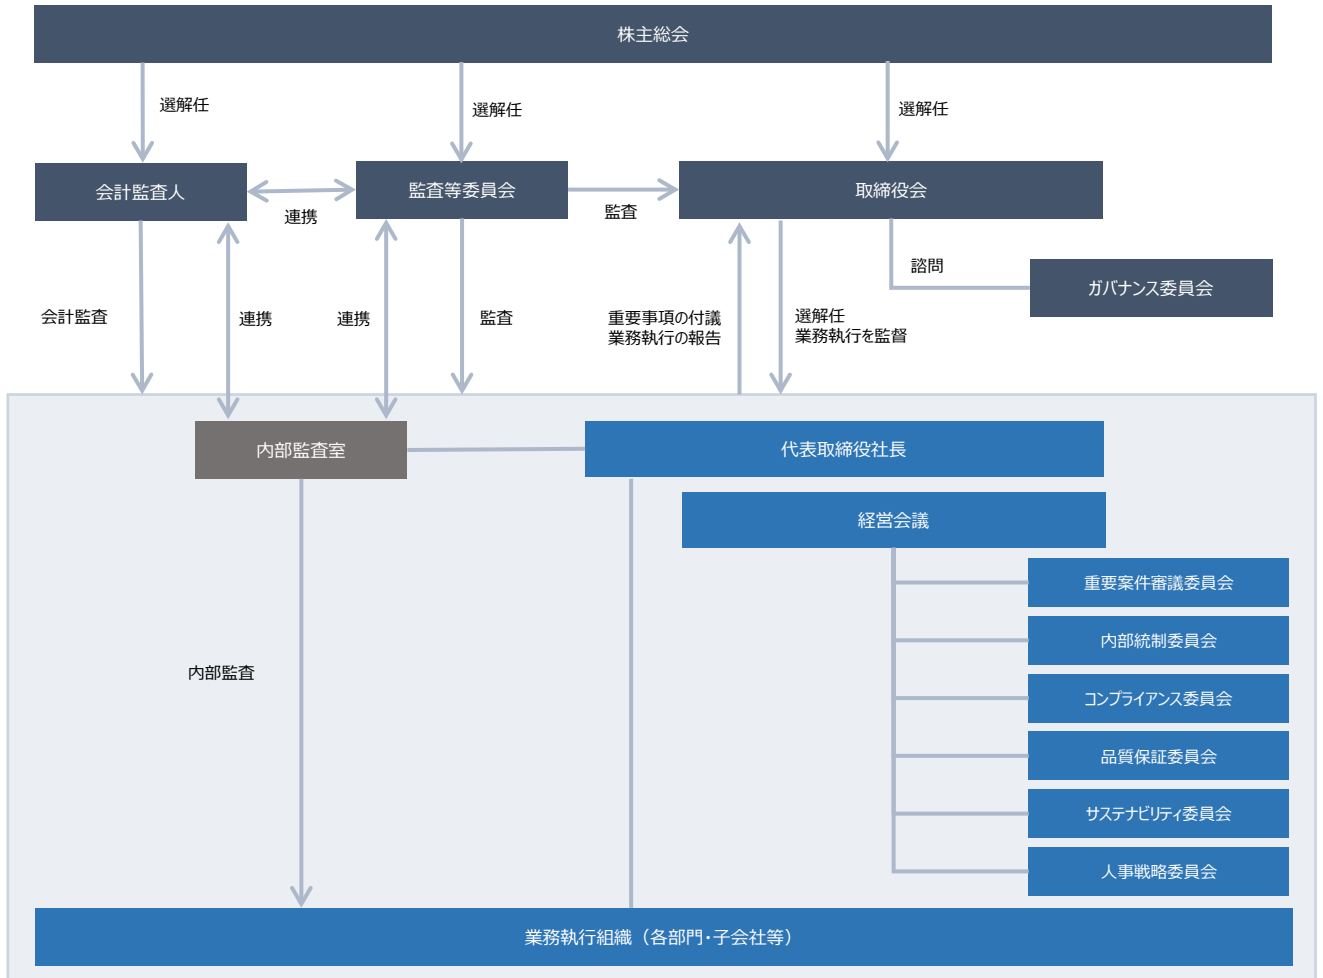 株主総会
選解任
選解任
選解任
会計監査人
監査等委員会
取締役会
連携
監査
諮問
ガバナンス委員会
会計監査
連携
連携
監査
重要事項の付議
業務執行の報告
選解任
業務執行を監督
内部監査室
代表取締役社長
経営会議
重要案件審議委員会
内部統制委員会
内部監査
コンプライアンス委員会
品質保証委員会
サステナビリティ委員会
人事戦略委員会
業務執行組織（各部門・子会社等）